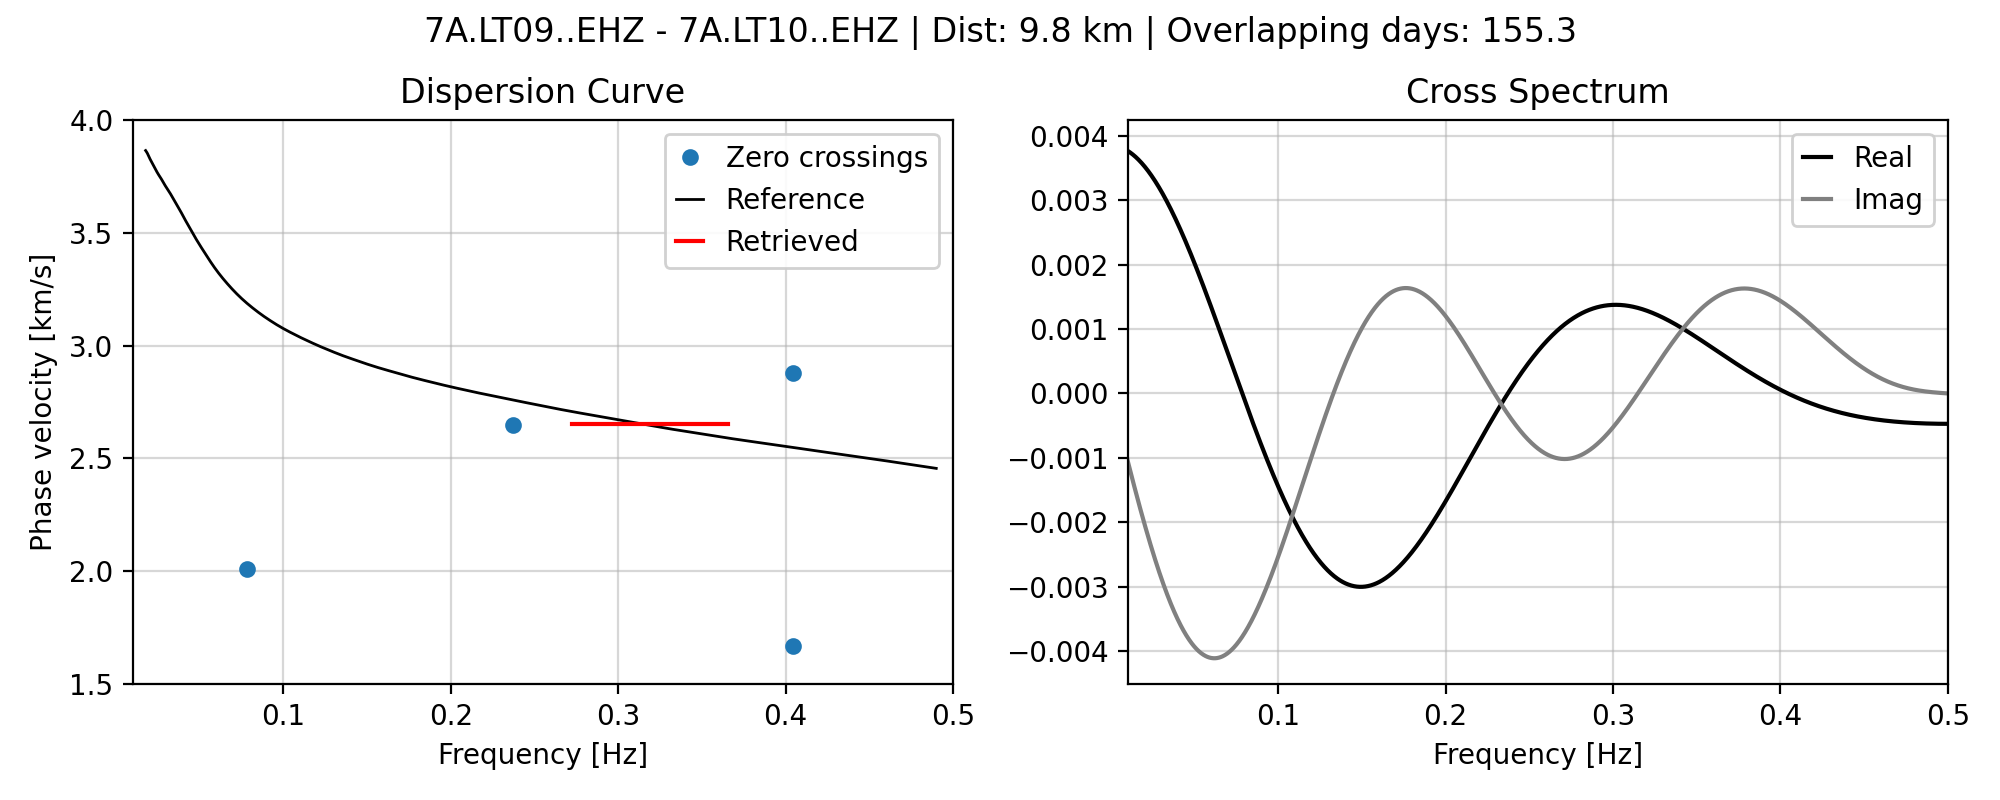 7A.LT09..EHZ - 7A.LT10..EHZ | Dist: 9.8 km | Overlapping days: 155.3
Dispersion Curve
4.0
3.5
3.0
2.5
2.0
1.5
Phase velocity [km/s]
Zero crossings
Reference
Retrieved
0.1
0.2
0.3
0.4
0.5
Frequency [Hz]
Cross Spectrum
0.004
0.003
0.002
0.001
0.000
−0.001
−0.002
−0.003
−0.004
Real
Imag
0.1
0.2
0.3
0.4
0.5
Frequency [Hz]